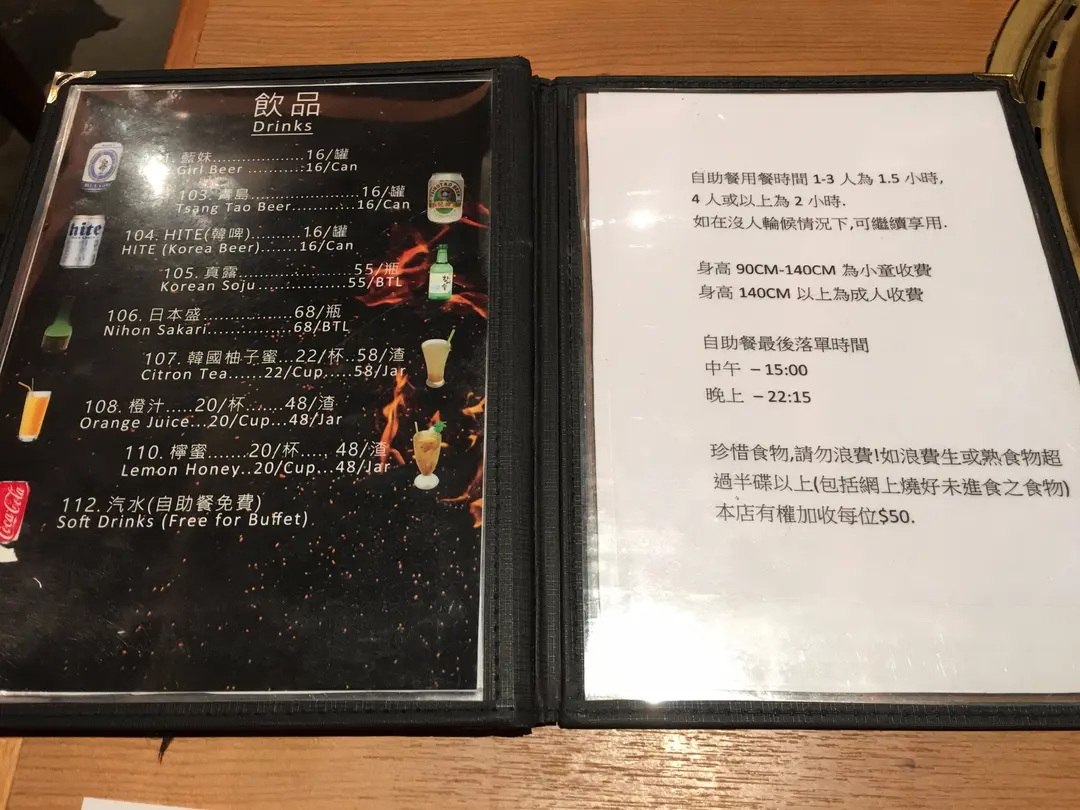 飲品
Drinks
1. 藍妹..................16/罐
Girl Beer ...........16/Can
103. 青島.....................16/罐
Tsang Tao Beer............16/Can
104. HITE(韓啤)..........16/罐
HITE (Korea Beer).......16/Can
105. 真露.......................55/瓶
Korean Soju.................55/BTL
106. 日本盛.................68/瓶
Nihon Sakari...............68/BTL
107. 韓國柚子蜜...22/杯..58/渣
Citron Tea......22/Cup.....58/Jar
108. 橙汁.....20/杯.......48/渣
Orange Juice...20/Cup...48/Jar
110. 檸蜜.......20/杯...., 48/渣
Lemon Honey..20/Cup...48/Jar
112. 汽水(自助餐免費)
Soft Drinks (Free for Buffet)
hite
Coca-Cola
自助餐用餐時間 1-3 人為 1.5 小時,
4 人或以上為 2 小時.
如在沒人輪候情況下,可繼續享用.
身高 90CM-140CM 為小童收費
身高 140CM 以上為成人收費
自助餐最後落單時間
中午 – 15:00
晚上 – 22:15
珍惜食物,請勿浪費!如浪費生或熟食物超
過半碟以上(包括網上燒好未進食之食物)
本店有權加收每位$50.